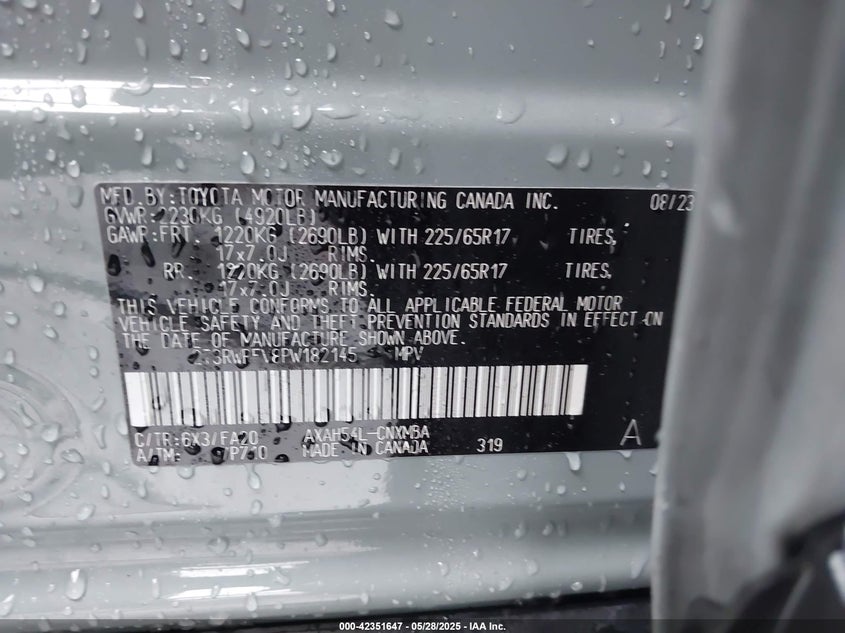 MFD.BY:TOYOTA MOTOR MANUFACTURING CANADA INC. 08/23
GVWR:2230KG (4920LB)
GAWR:FRT. 1220KG (2690LB) WITH 225/65R17 TIRES,
17x7.0J RIMS.
RR. 1220KG (2690LB) WITH 225/65R17 TIRES,
17x7.0J RIMS.
THIS VEHICLE CONFORMS TO ALL APPLICABLE FEDERAL MOTOR
VEHICLE SAFETY AND THEFT PREVENTION STANDARDS IN EFFECT ON
THE DATE OF MANUFACTURE SHOWN ABOVE.
MPV
C/TR:6X3/FA20 AXAH54L-CNXMBA
A/TM: /P710 MADE IN CANADA 319 A
000-42351647 | 05/28/2025 | IAA Inc.